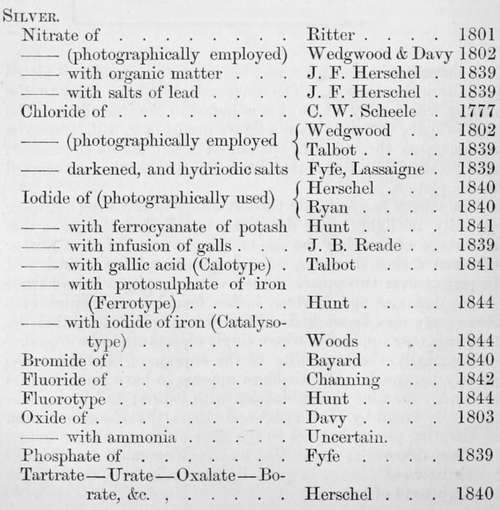 SILVER.
Nitrate of . . . . . . . . Ritter . . . . 1801
—— (photographically employed) Wedgwood & Davy 1802
—— with organic matter . . . J. F. Herschel . 1839
—— with salts of lead . . . J. F. Herschel . 1839
Chloride of . . . . . . . C. W. Scheele . 1777
—— (photographically employed { Wedgwood . . 1802
Talbot . . . . 1839
—— darkened, and hydriodic salts Fyfe, Lassaigne . 1839
Iodide of (photographically used) { Herschel . . . 1840
Ryan . . . . 1840
—— with ferrocyanate of potash Hunt . . . . 1841
—— with infusion of galls . . . J. B. Reade . . 1839
—— with gallic acid (Calotype) . Talbot . . . 1841
—— with protosulphate of iron
(Ferrotype) . . . . . Hunt . . . . 1844
—— with iodide of iron (Catalyso-
type) Woods . . . 1844
Bromide of . . . . . . . Bayard . . . 1840
Fluoride of . . . . . . . Channing . . 1842
Fluorotype . . . . . . . Hunt . . . . 1844
Oxide of . . . . . . . . Davy . . . . 1803
—— with ammonia . . . . . Uncertain.
Phosphate of . . . . . . Fyfe . . . . 1839
Tartrate—Urate—Oxalate—Bo-
rate, &c. . . . . . . Herschel . . . 1840